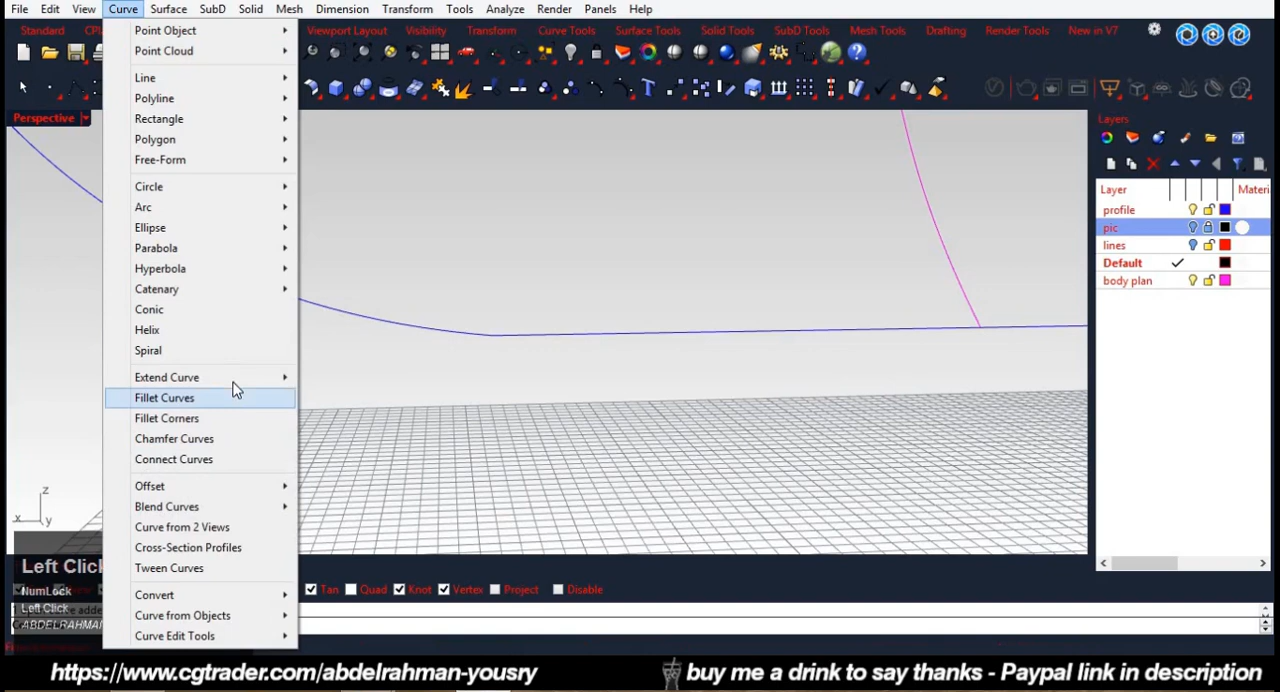 File Edit View Curve Surface SubD Solid Mesh Dimension Transform Tools Analyze Render Panels Help
Standard CPl Viewport Layout Visibility Transform Curve Tools Surface Tools Solid Tools SubD Tools Mesh Tools Drafting Render Tools New in V7
Perspective
Point Object
Point Cloud
Line
Polyline
Rectangle
Polygon
Free-Form
Circle
Arc
Ellipse
Parabola
Hyperbola
Catenary
Conic
Helix
Spiral
Extend Curve
Fillet Curves
Fillet Corners
Chamfer Curves
Connect Curves
Offset
Blend Curves
Curve from 2 Views
Cross-Section Profiles
Tween Curves
Convert
Curve from Objects
Curve Edit Tools
Layers
Layer Materi
profile
pic
lines
Default
body plan
z
x y
Left Click
NumLock
Left Click
ABDELRAHMA
Tan Quad Knot Vertex Project Disable
https://www.cgtrader.com/abdelrahman-yousry buy me a drink to say thanks - Paypal link in description